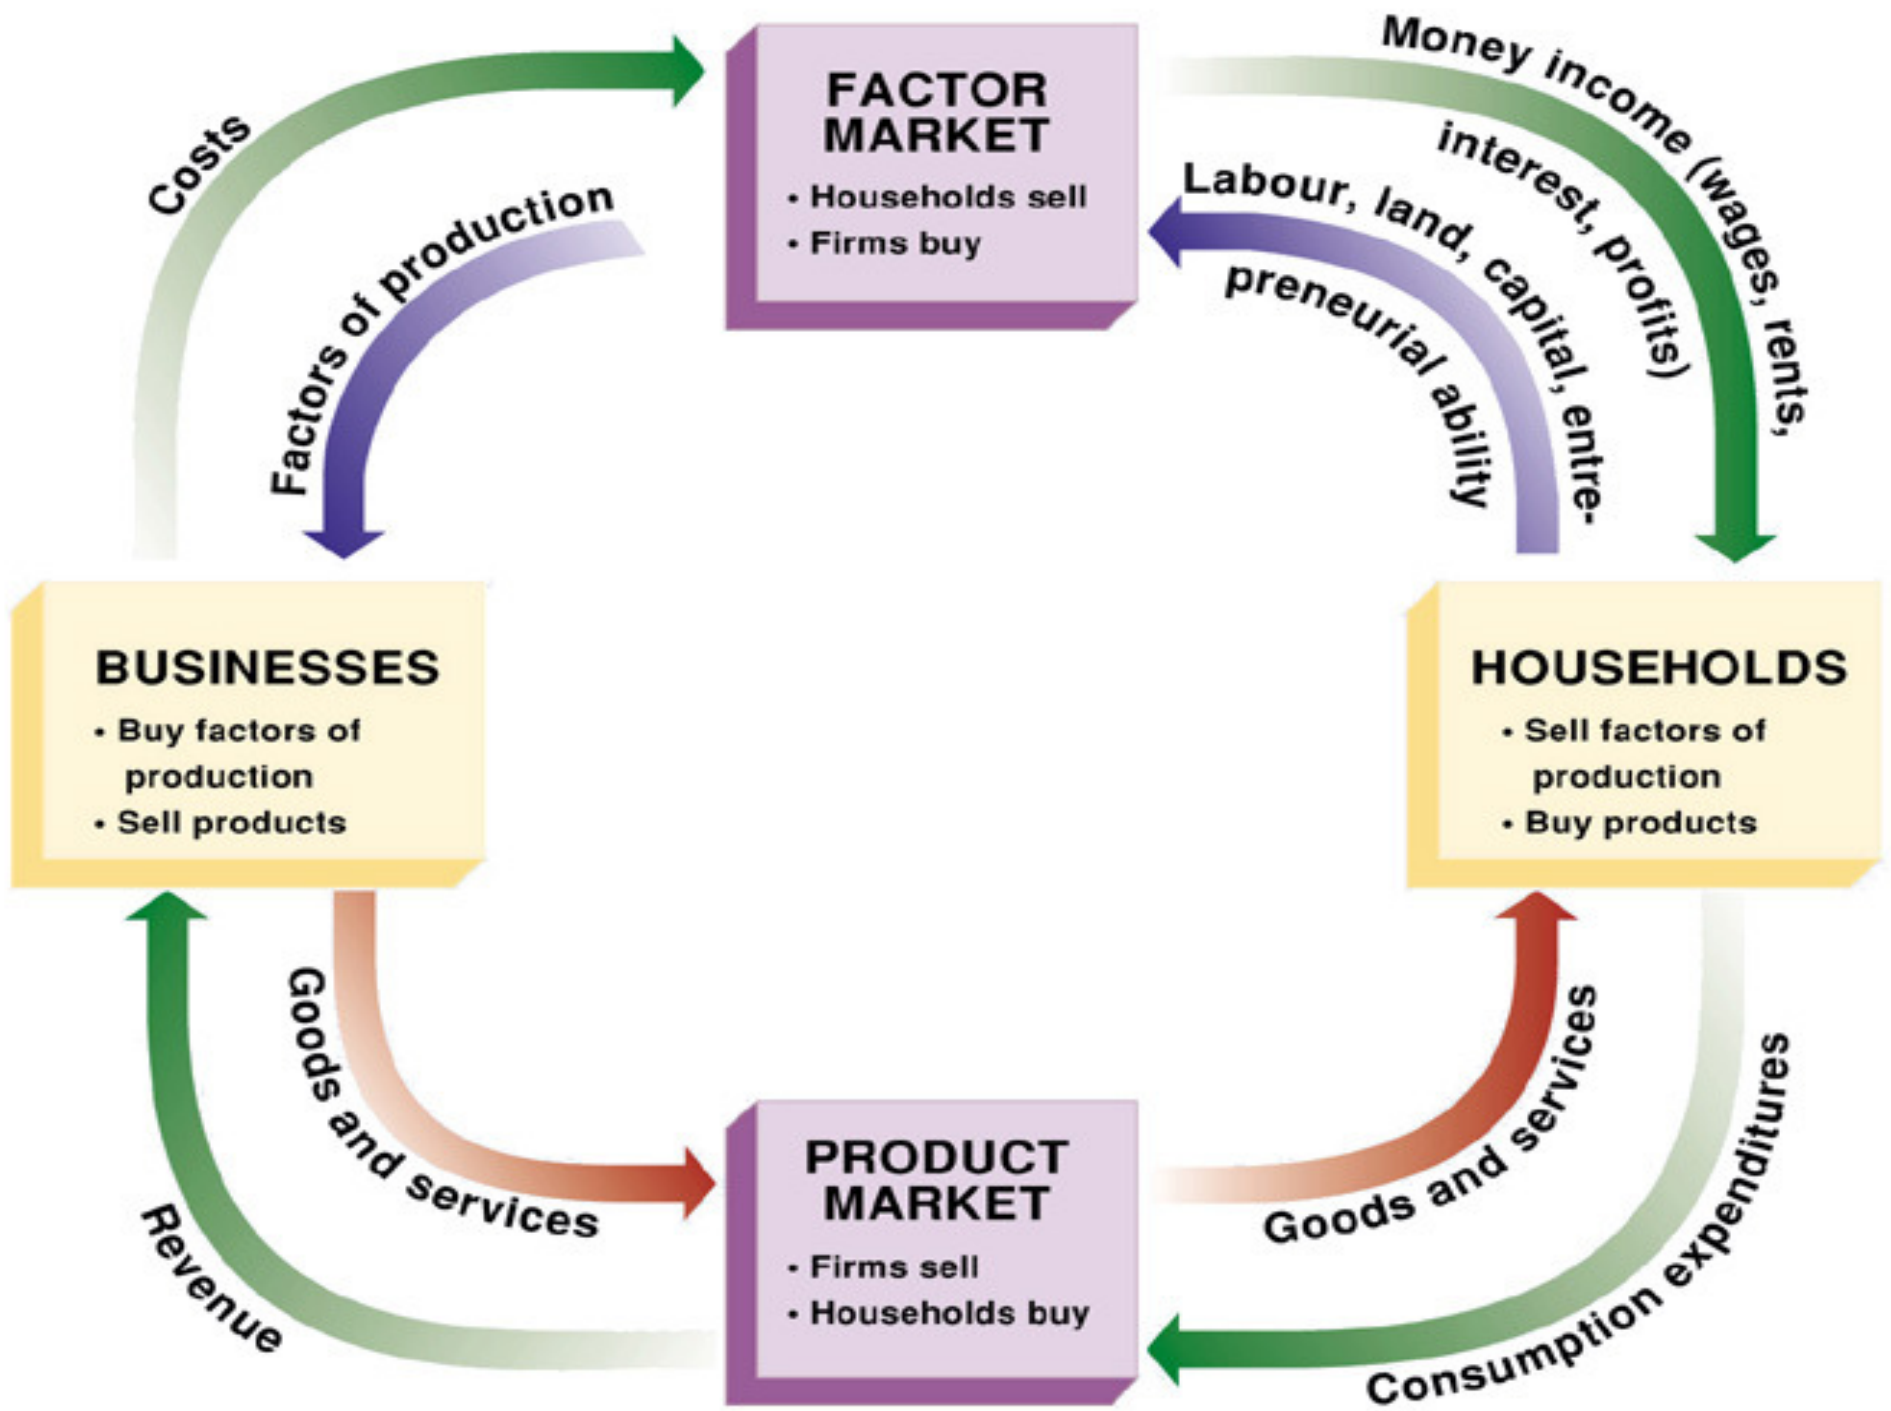 FACTOR
MARKET
• Households sell
• Firms buy
Costs
Factors of production
Money income (wages, rents,
interest, profits)
Labour, land, capital, entre-
preneurial ability
BUSINESSES
• Buy factors of
production
• Sell products
HOUSEHOLDS
• Sell factors of
production
• Buy products
Goods and services
Revenue
PRODUCT
MARKET
• Firms sell
• Households buy
Goods and services
Consumption expenditures